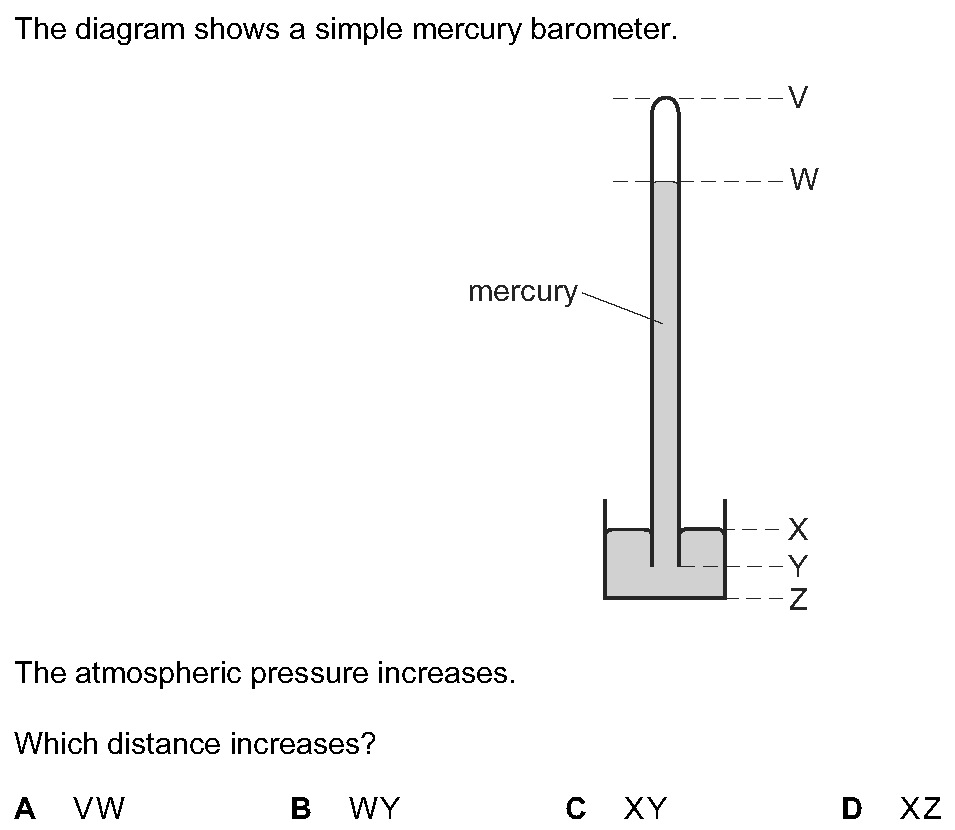 The diagram shows a simple mercury barometer.
V
W
mercury
X
Y
Z
The atmospheric pressure increases.
Which distance increases?
A VW B WY C XY D XZ